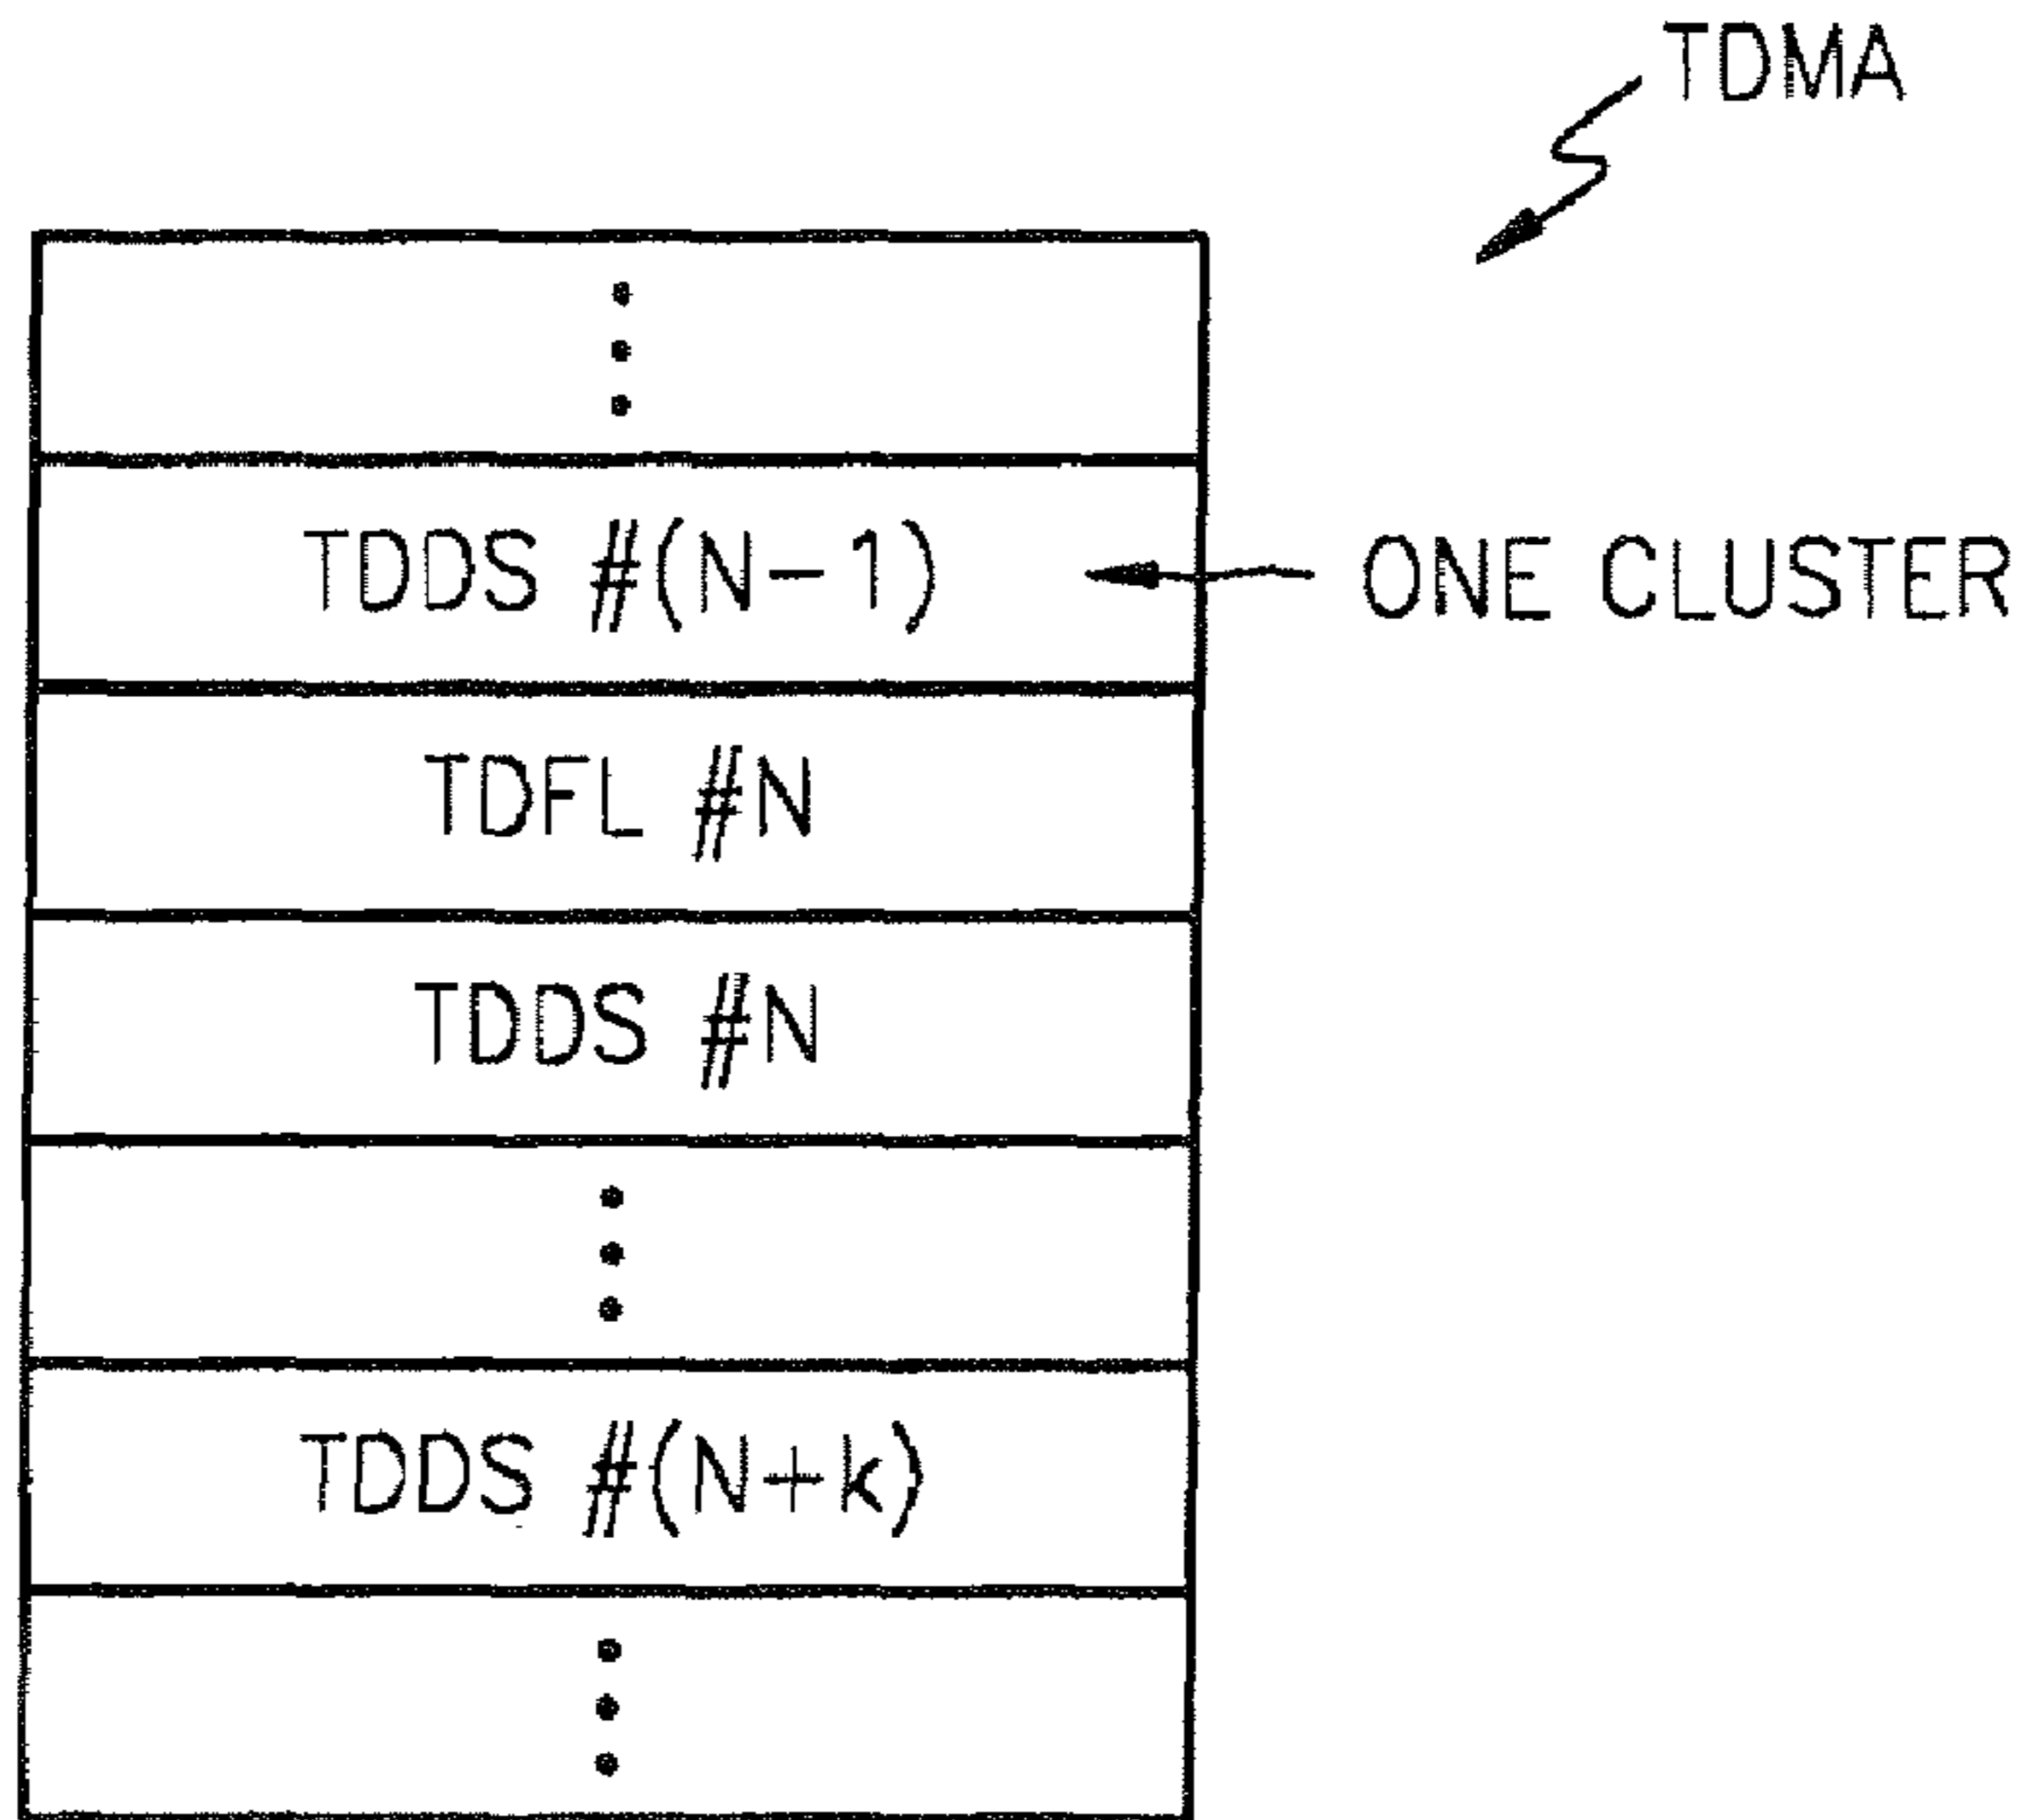 TDMA
TDDS #(N-1)
ONE CLUSTER
TDFL #N
TDDS #N
TDDS #(N+k)